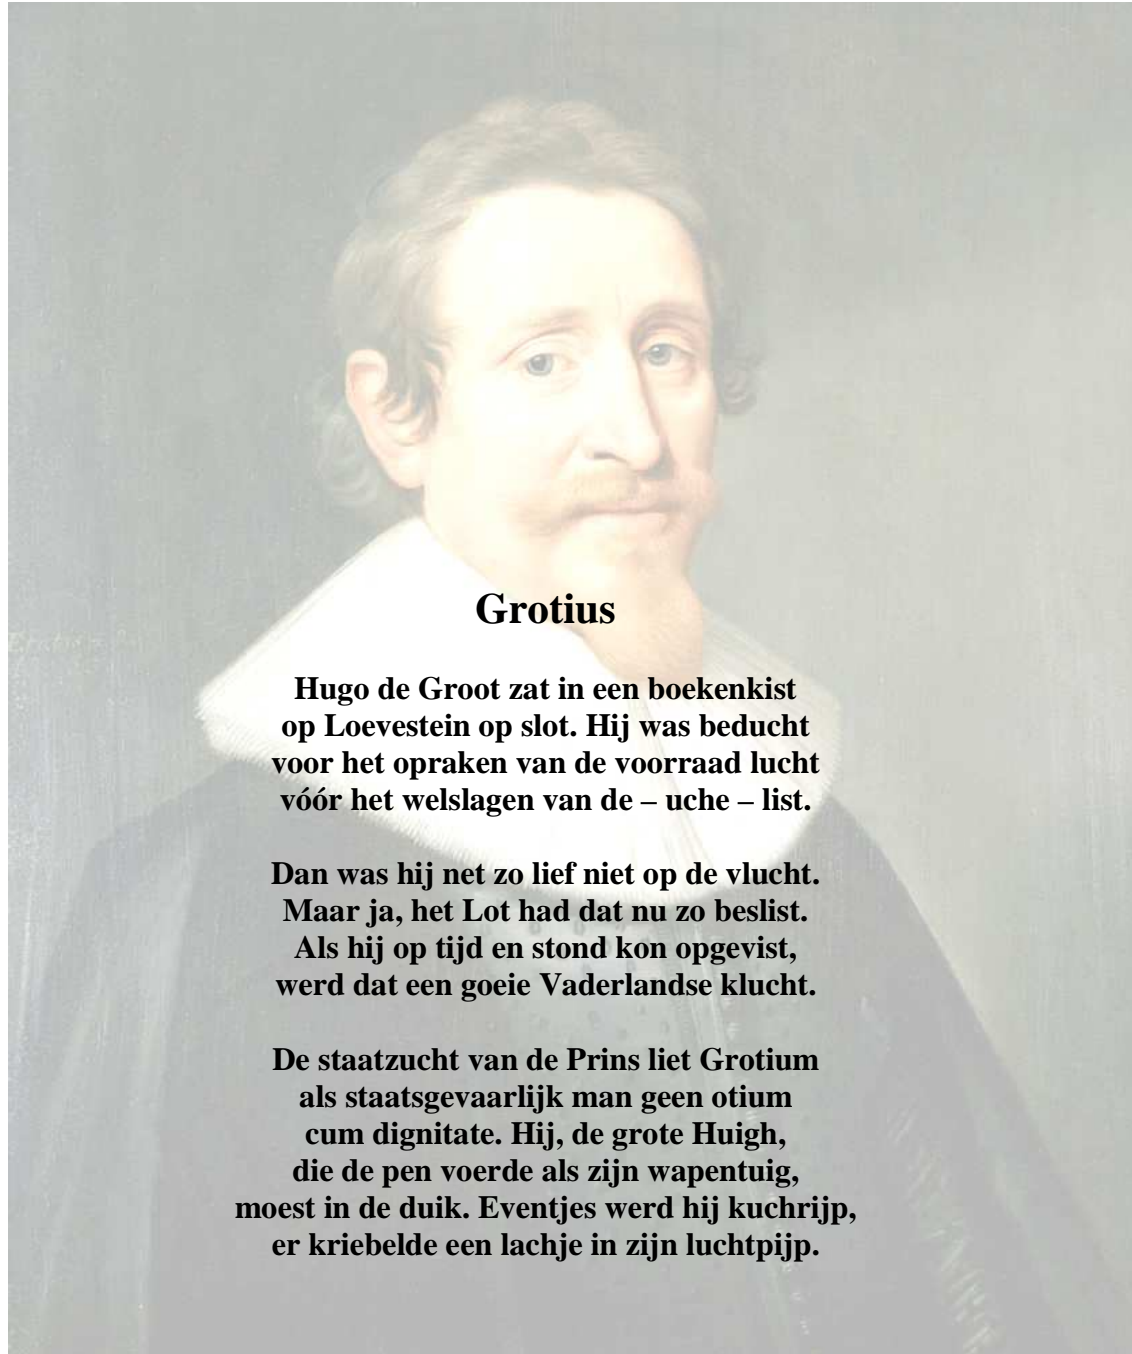 Grotius
Hugo de Groot zat in een boekenkist
op Loevestein op slot. Hij was beducht
voor het opraken van de voorraad lucht
vóór het welslagen van de – uche – list.
Dan was hij net zo lief niet op de vlucht.
Maar ja, het Lot had dat nu zo beslist.
Als hij op tijd en stond kon opgevist,
werd dat een goeie Vaderlandse klucht.
De staatzucht van de Prins liet Grotium
als staatsgevaarlijk man geen otium
cum dignitate. Hij, de grote Huigh,
die de pen voerde als zijn wapentuig,
moest in de duik. Eventjes werd hij kuchrijp,
er kriebelde een lachje in zijn luchtpijp.